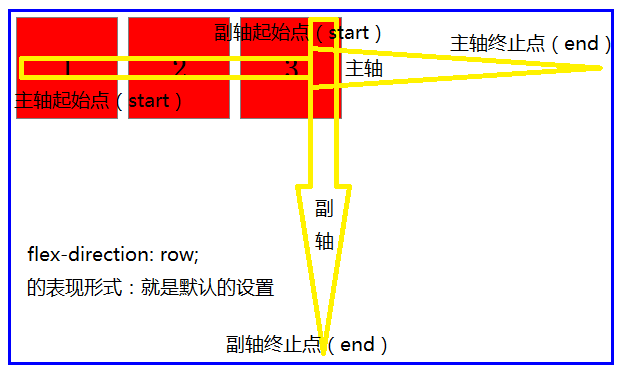 副轴起始点（start）
主轴终止点（end）
1
2
3
主轴
主轴起始点（start）
副
轴
flex-direction: row;
的表现形式：就是默认的设置
副轴终止点（end）